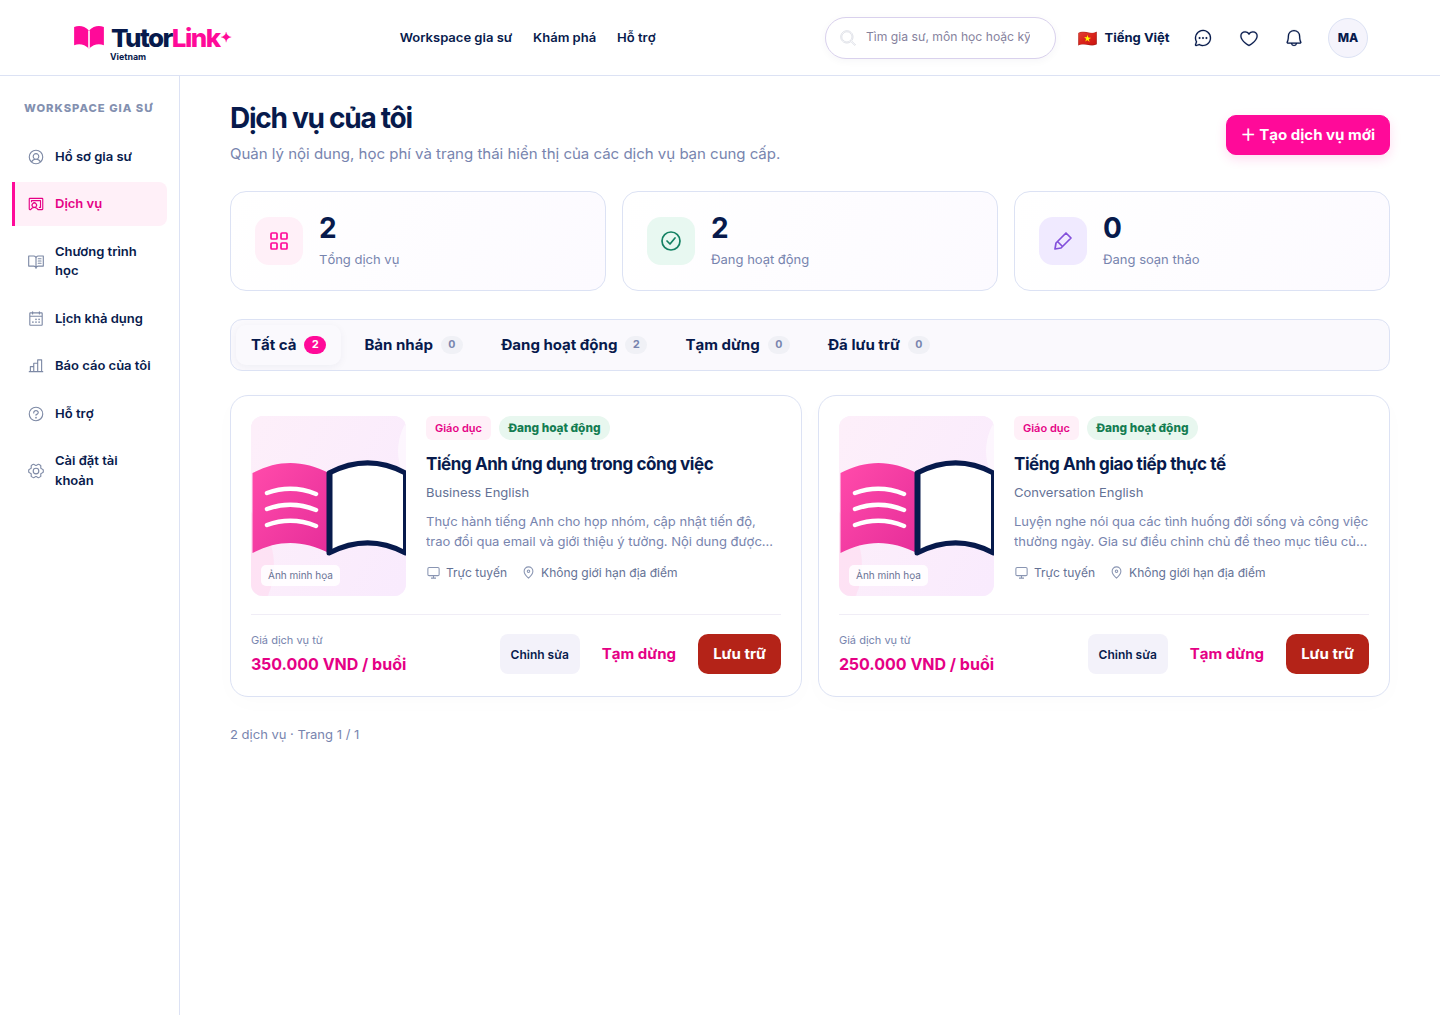 TutorLink
Vietnam
Workspace gia sư
Khám phá
Hỗ trợ
Tìm gia sư, môn học hoặc kỹ
Tiếng Việt
MA
WORKSPACE GIA SƯ
Hồ sơ gia sư
Dịch vụ
Chương trình
học
Lịch khả dụng
Báo cáo của tôi
Hỗ trợ
Cài đặt tài
khoản
Dịch vụ của tôi
Quản lý nội dung, học phí và trạng thái hiển thị của các dịch vụ bạn cung cấp.
+ Tạo dịch vụ mới
2
Tổng dịch vụ
2
Đang hoạt động
0
Đang soạn thảo
Tất cả 2
Bản nháp 0
Đang hoạt động 2
Tạm dừng 0
Đã lưu trữ 0
Ảnh minh họa
Giáo dục
Đang hoạt động
Tiếng Anh ứng dụng trong công việc
Business English
Thực hành tiếng Anh cho họp nhóm, cập nhật tiến độ,
trao đổi qua email và giới thiệu ý tưởng. Nội dung được...
Trực tuyến
Không giới hạn địa điểm
Giá dịch vụ từ
350.000 VND / buổi
Chỉnh sửa
Tạm dừng
Lưu trữ
Ảnh minh họa
Giáo dục
Đang hoạt động
Tiếng Anh giao tiếp thực tế
Conversation English
Luyện nghe nói qua các tình huống đời sống và công việc
thường ngày. Gia sư điều chỉnh chủ đề theo mục tiêu củ...
Trực tuyến
Không giới hạn địa điểm
Giá dịch vụ từ
250.000 VND / buổi
Chỉnh sửa
Tạm dừng
Lưu trữ
2 dịch vụ · Trang 1 / 1